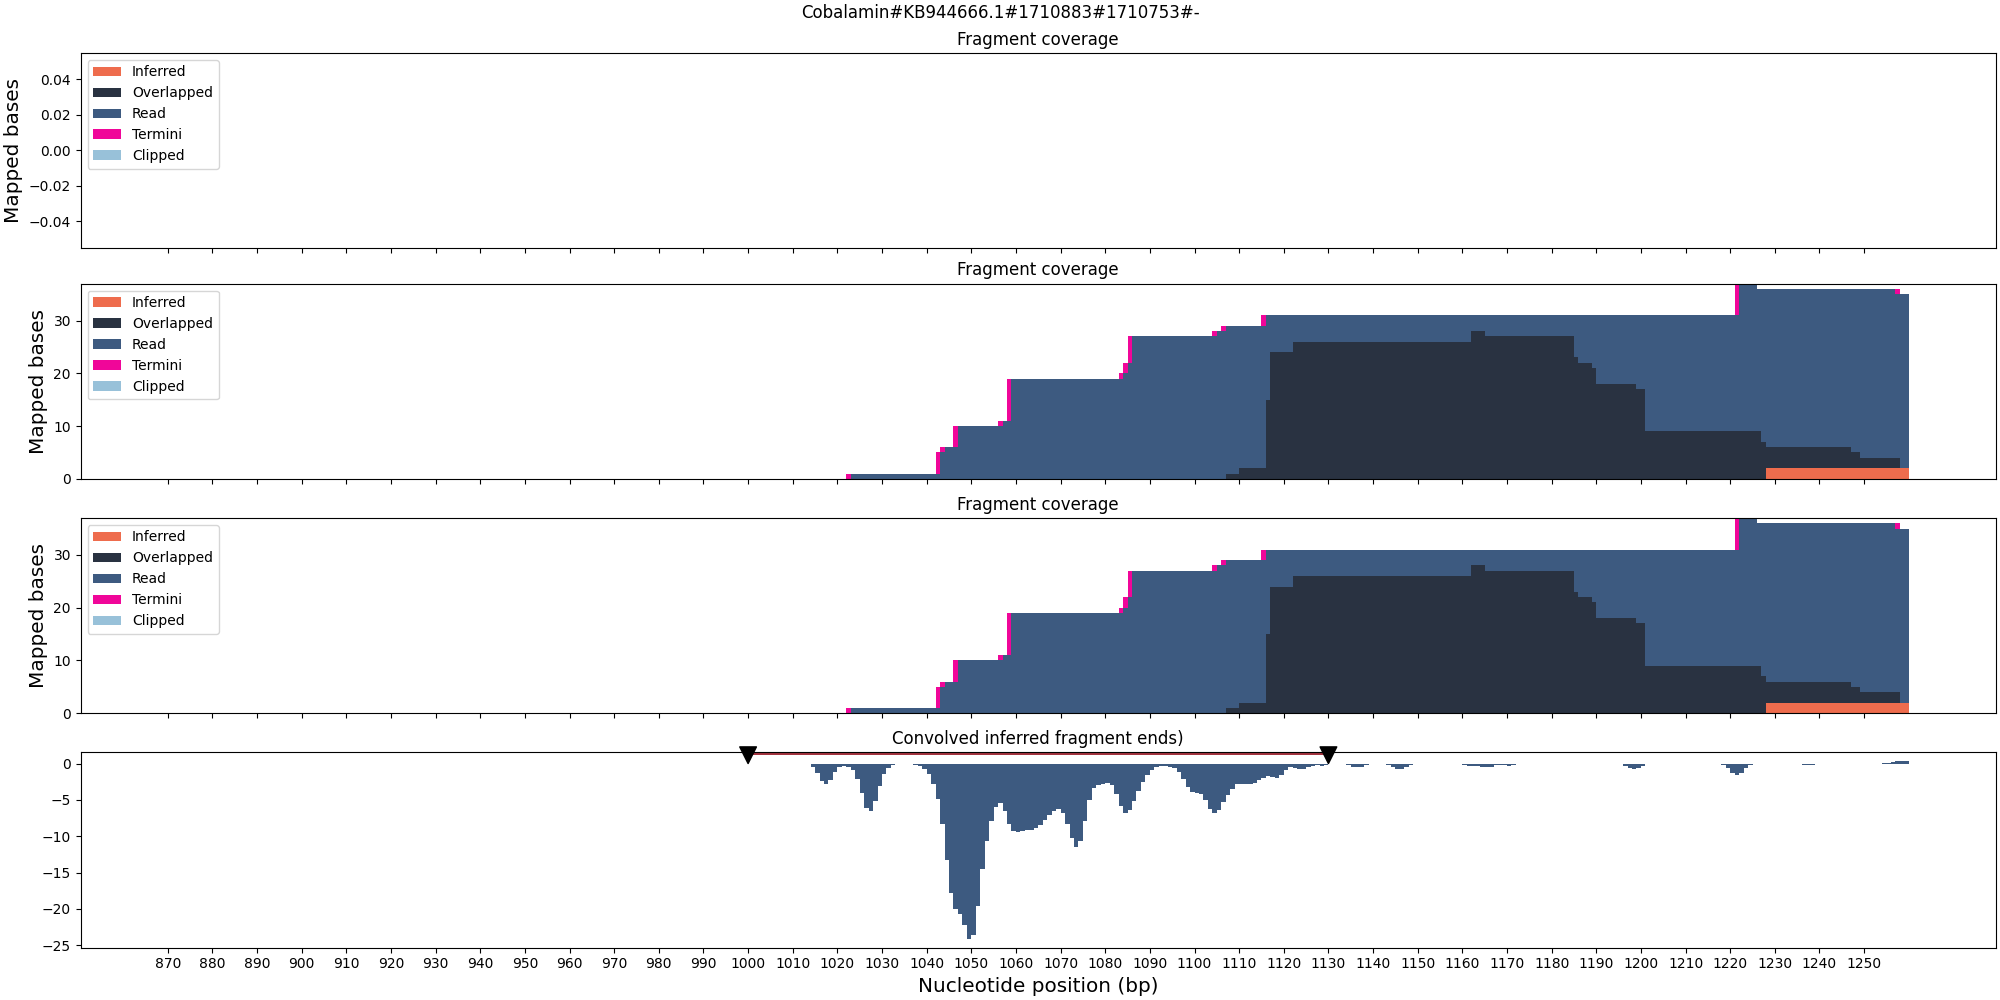 Cobalamin#KB944666.1#1710883#1710753#-
Fragment coverage
Mapped bases
0.04
0.02
0.00
−0.02
−0.04
Inferred
Overlapped
Read
Termini
Clipped
Fragment coverage
Mapped bases
30
20
10
0
Inferred
Overlapped
Read
Termini
Clipped
Fragment coverage
Mapped bases
30
20
10
0
Inferred
Overlapped
Read
Termini
Clipped
Convolved inferred fragment ends)
0
−5
−10
−15
−20
−25
870 880 890 900 910 920 930 940 950 960 970 980 990 1000 1010 1020 1030 1040 1050 1060 1070 1080 1090 1100 1110 1120 1130 1140 1150 1160 1170 1180 1190 1200 1210 1220 1230 1240 1250
Nucleotide position (bp)